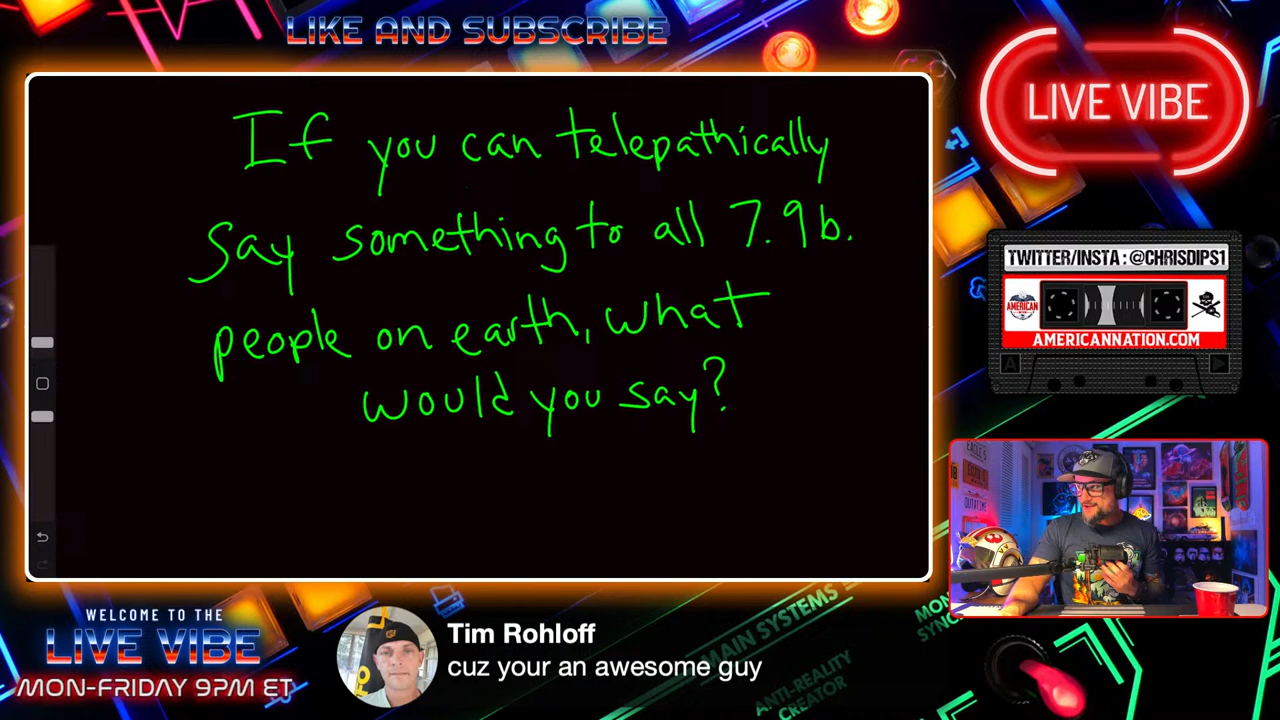 LIKE AND SUBSCRIBE
LIVE VIBE
If you can telepathically
say something to all 7.9b.
people on earth, what
would you say?
TWITTER/INSTA : @CHRISDIPS1
AMERICAN
AMERICANNATION.COM
A
WELCOME TO THE
LIVE VIBE
MON-FRIDAY 9PM ET
Tim Rohloff
cuz your an awesome guy
MAIN SYSTEMS
ANTI-REALITY
CREATOR
OUTATIME